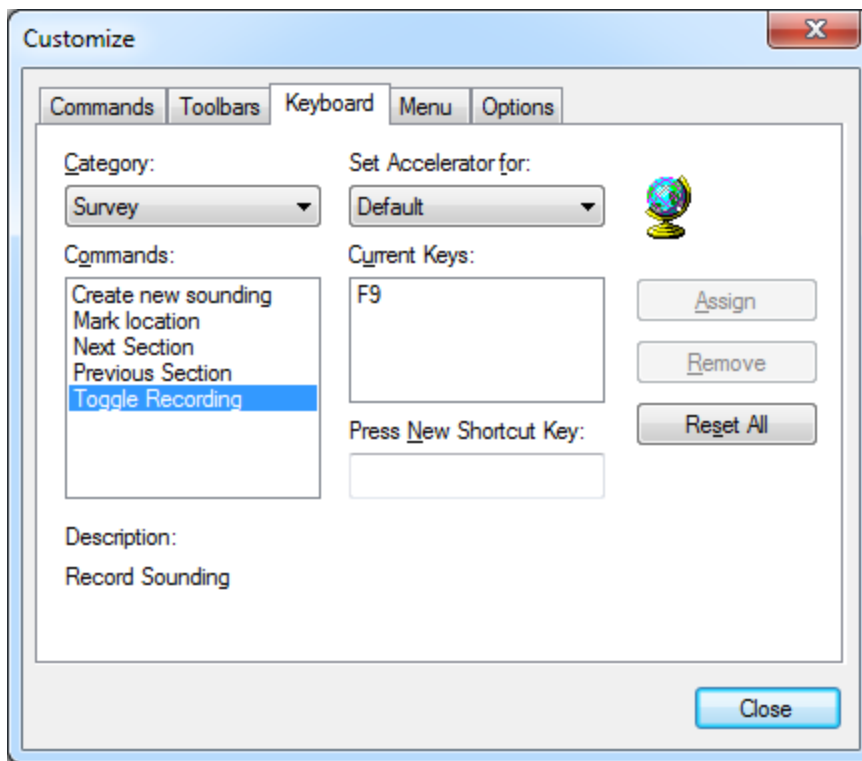 Customize
Commands Toolbars Keyboard Menu Options
Category: Set Accelerator for:
Survey Default
Commands: Current Keys:
Create new sounding F9
Mark location
Next Section
Previous Section
Toggle Recording
Assign
Remove
Reset All
Press New Shortcut Key:
Description:
Record Sounding
Close